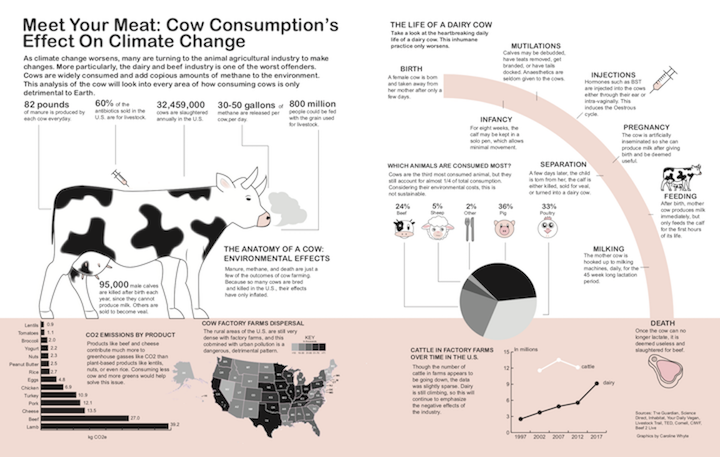 Meet Your Meat: Cow Consumption's
Effect On Climate Change
As climate change worsens, many are turning to the animal agricultural industry to make
changes. More particularly, the dairy and beef industry is one of the worst offenders.
Cows are widely consumed and add copious amounts of methane to the environment.
This analysis of the cow will look into every area of how consuming cows is only
detrimental to Earth.
82 pounds
of manure is produced by
each cow everyday.
60% of the
antibiotics sold in the
U.S. are for livestock.
32,459,000
cows are slaughtered
annually in the U.S.
30-50 gallons of
methane are released per
cow,per day.
800 million
people could be fed
with the grain used
for livestock.
THE ANATOMY OF A COW:
ENVIRONMENTAL EFFECTS
Manure, methane, and death are just a
few of the outcomes of cow farming.
Because so many cows are bred
and killed in the U.S., their effects
have only inflated.
95,000 male calves
are killed after birth each
year, since they cannot
produce milk. Others are
sold to become veal.
THE LIFE OF A DAIRY COW
Take a look at the heartbreaking daily
life of a dairy cow. This inhumane
practice only worsens.
BIRTH
A female cow is born
and taken away from
her mother after only a
few days.
MUTILATIONS
Calves may be debudded,
have teats removed, get
branded, or have tails
docked. Anaesthetics are
seldom given to the cows.
INJECTIONS
Hormones such as BST
are injected into the cows
either through their ear or
intra-vaginally. This
induces the Oestrous
cycle.
INFANCY
For eight weeks, the
calf may be kept in a
solo pen, which allows
minimal movement.
PREGNANCY
The cow is artificially
inseminated so she can
produce milk after giving
birth and be deemed
useful.
SEPARATION
A few days later, the child
is torn from her, the calf is
either killed, sold for veal,
or turned into a dairy cow.
FEEDING
After birth, mother
cow produces milk
immediately, but
only feeds the calf
for the first hours
of its life.
MILKING
The mother cow is
hooked up to milking
machines, daily, for the
45 week long lactation
period.
DEATH
Once the cow can
no longer lactate, it is
deemed useless and
slaughtered for beef.
WHICH ANIMALS ARE CONSUMED MOST?
Cows are the third most consumed animal, but they
still account for almost 1/4 of total consumption.
Considering their environmental costs, this is
not sustainable.
24% 5% 2% 36% 33%
Beef Sheep Other Pig Poultry
Lentils 0.9
Tomatoes 1.1
Broccoli 2.0
Yogurt 2.2
Nuts 2.3
Peanut Butter 2.5
Rice 2.7
Eggs 4.8
Chicken 6.9
Turkey 10.9
Pork 12.1
Cheese 13.5
Beef 27.0
Lamb 39.2
kg CO2e
CO2 EMISSIONS BY PRODUCT
Products like beef and cheese
contribute much more to
greenhouse gasses like CO2 than
plant-based products like lentils,
nuts, or even rice. Consuming less
cow and more greens would help
solve this issue.
COW FACTORY FARMS DISPERSAL
The rural areas of the U.S. are still very
dense with factory farms, and this
combined with urban pollution is a
dangerous, detrimental pattern.
KEY
CATTLE IN FACTORY FARMS
OVER TIME IN THE U.S.
Though the number of
cattle in farms appears to
be going down, the data
was slightly sparse. Dairy
is still climbing, so this will
continue to emphasize
the negative effects of
the industry.
15 in millions
12
9
6
3
0
cattle
dairy
1997 2002 2007 2012 2017
Sources: The Guardian, Science
Direct, Inhabitat, Your Daily Vegan,
Livestock Trail, TED, Cornell, CIWF,
Beef 2 Live
Graphics by Caroline Whyte